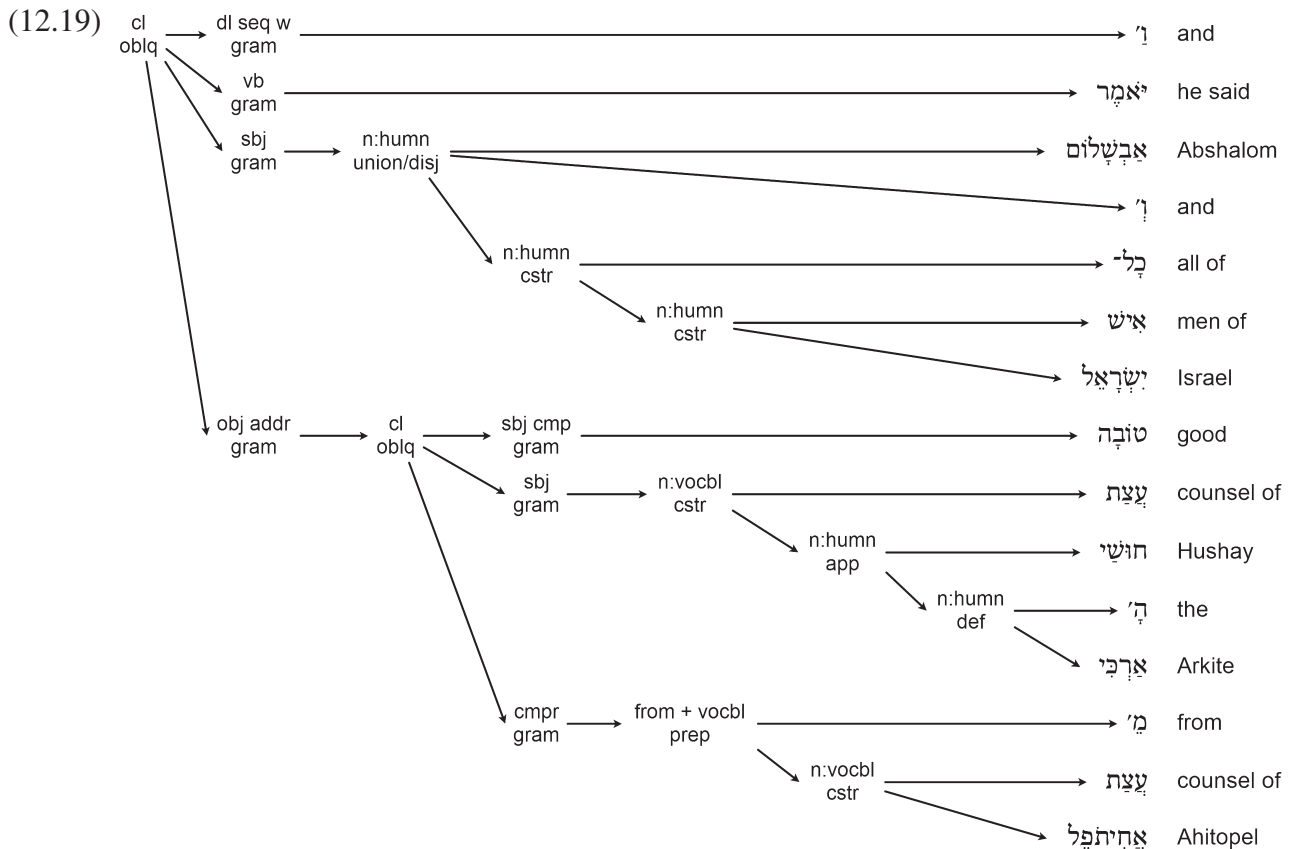 (12.19)
cl dl seq w וַ׳ and
oblq gram
vb יֹּאמֶר he said
gram
sbj n:humn אַבְשָׁלוֹם Abshalom
gram union/disj
וְ׳ and
n:humn כָל־ all of
cstr
n:humn אִישׁ men of
cstr
יִשְׂרָאֵל Israel
obj addr cl sbj cmp טוֹבָה good
gram oblq gram
sbj n:vocbl עֲצַת counsel of
gram cstr
n:humn חוּשַׁי Hushay
app
n:humn הָ׳ the
def
אַרְכִּי Arkite
cmpr from + vocbl מֵ׳ from
gram prep
n:vocbl עֲצַת counsel of
cstr
אֲחִיתֹפֶל Ahitopel